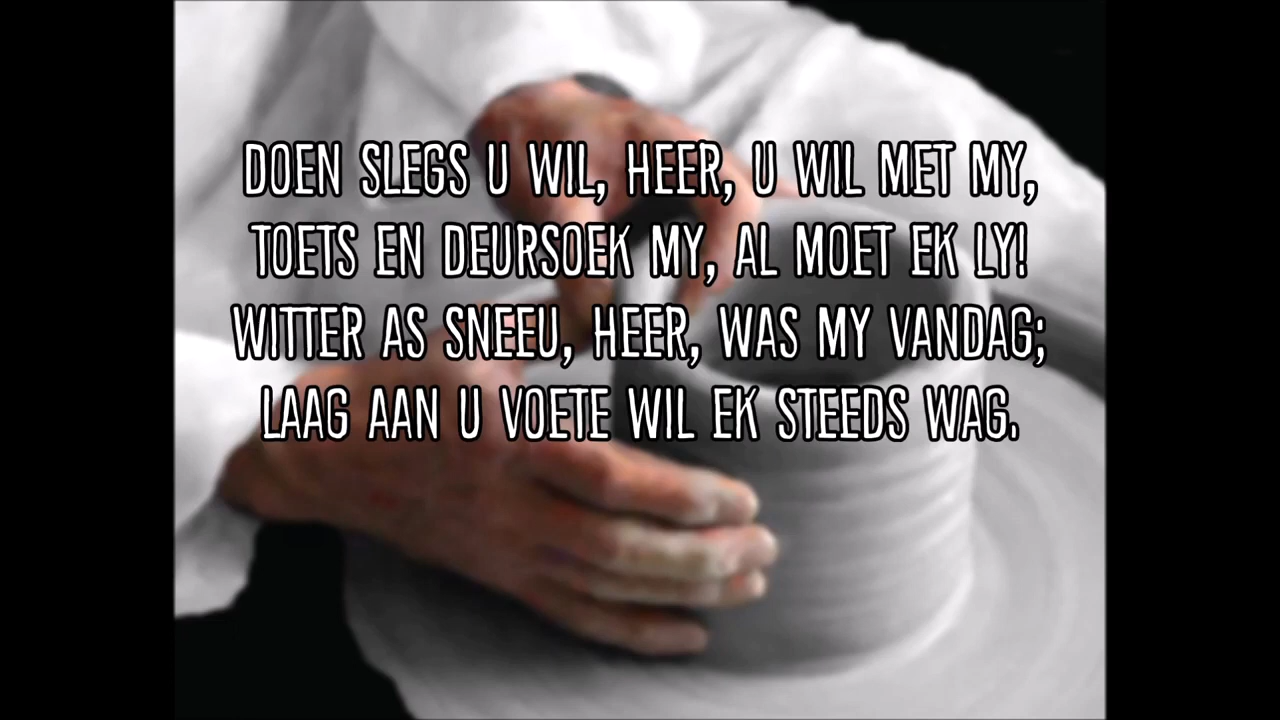 DOEN SLEGS U WIL, HEER, U WIL MET MY,
TOETS EN DEURSOEK MY, AL MOET EK LY!
WITTER AS SNEEU, HEER, WAS MY VANDAG;
LAAG AAN U VOETE WIL EK STEEDS WAG.